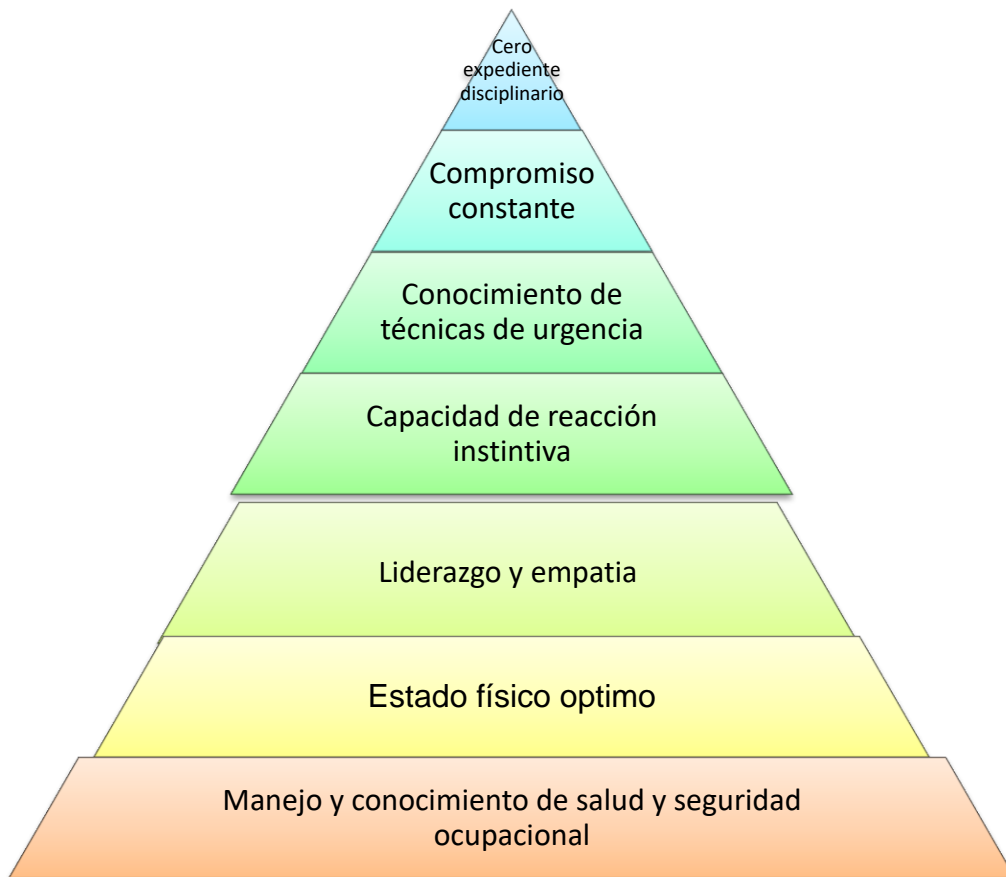 Cero
expediente
disciplinario
Compromiso
constante
Conocimiento de
técnicas de urgencia
Capacidad de reacción
instintiva
Liderazgo y empatia
Estado físico optimo
Manejo y conocimiento de salud y seguridad
ocupacional